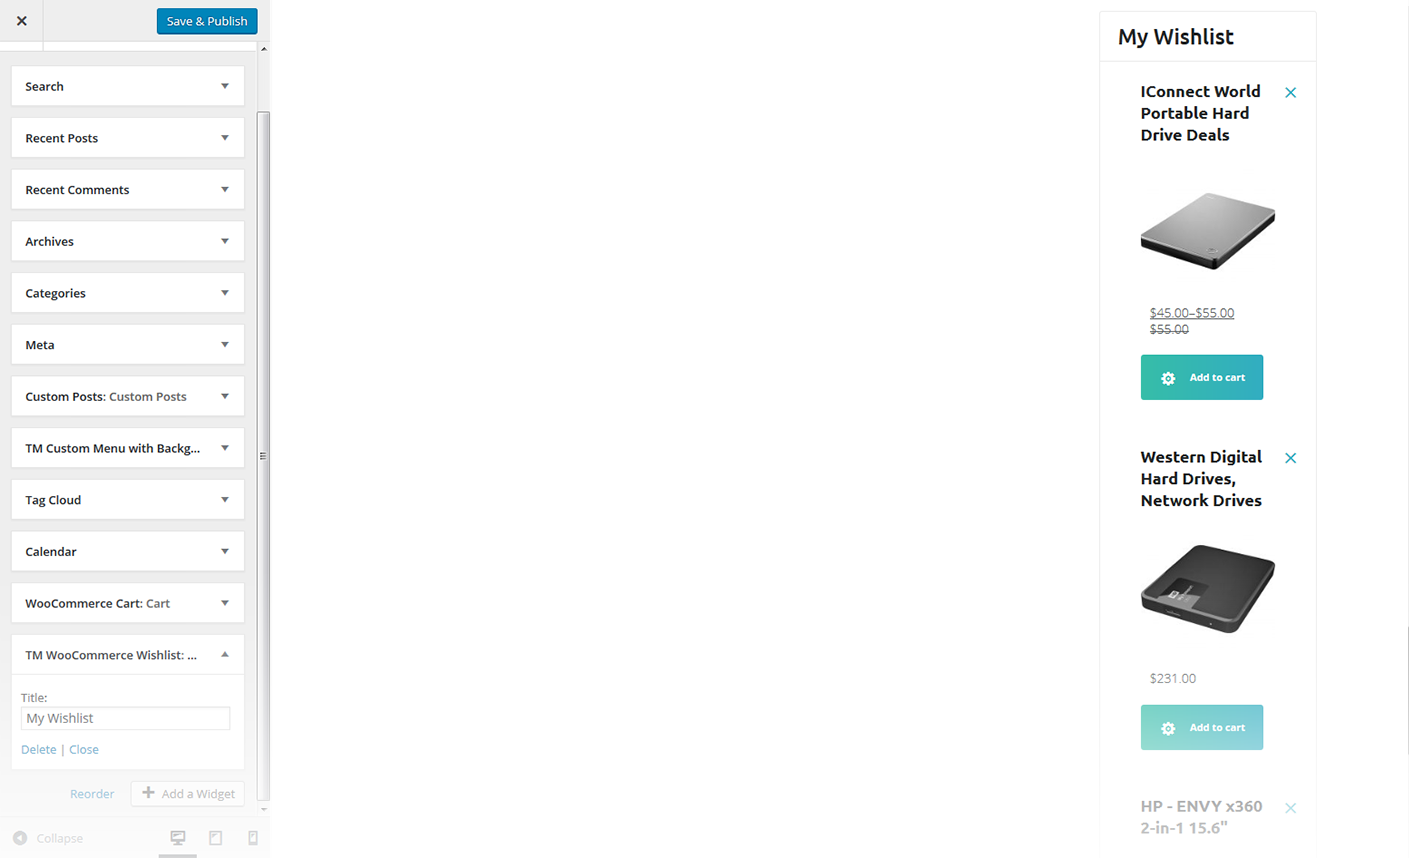 Save & Publish
Search
Recent Posts
Recent Comments
Archives
Categories
Meta
Custom Posts: Custom Posts
TM Custom Menu with Backg...
Tag Cloud
Calendar
WooCommerce Cart: Cart
TM WooCommerce Wishlist: ...
Title:
My Wishlist
Delete | Close
Reorder
Add a Widget
Collapse
My Wishlist
IConnect World
Portable Hard
Drive Deals
$45.00–$55.00
$55.00
Add to cart
Western Digital
Hard Drives,
Network Drives
$231.00
Add to cart
HP - ENVY x360
2-in-1 15.6"